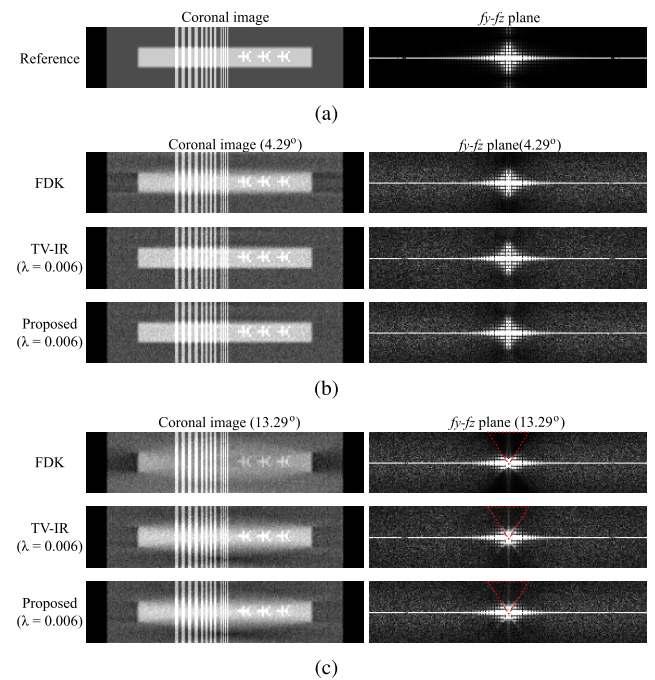 Coronal image fy-fz plane
Reference
(a)
Coronal image (4.29°) fy-fz plane(4.29°)
FDK
TV-IR
(λ = 0.006)
Proposed
(λ = 0.006)
(b)
Coronal image (13.29°) fy-fz plane (13.29°)
FDK
TV-IR
(λ = 0.006)
Proposed
(λ = 0.006)
(c)